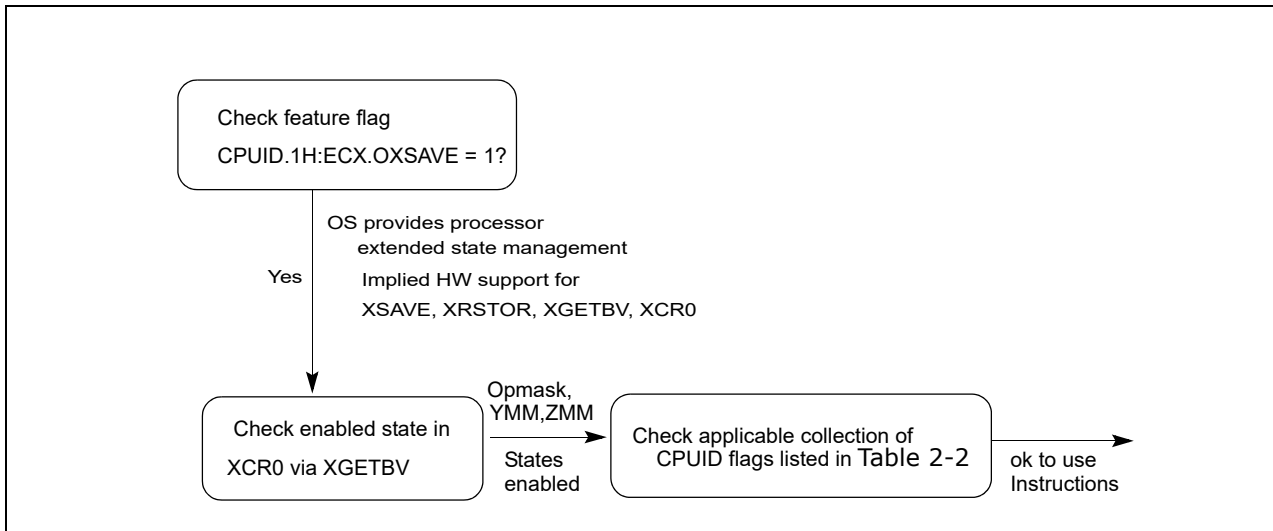 Check feature flag
CPUID.1H:ECX.OXSAVE = 1?
OS provides processor
extended state management
Yes
Implied HW support for
XSAVE, XRSTOR, XGETBV, XCR0
Check enabled state in
XCR0 via XGETBV
Opmask,
YMM,ZMM
States
enabled
Check applicable collection of
CPUID flags listed in Table 2-2
ok to use
Instructions